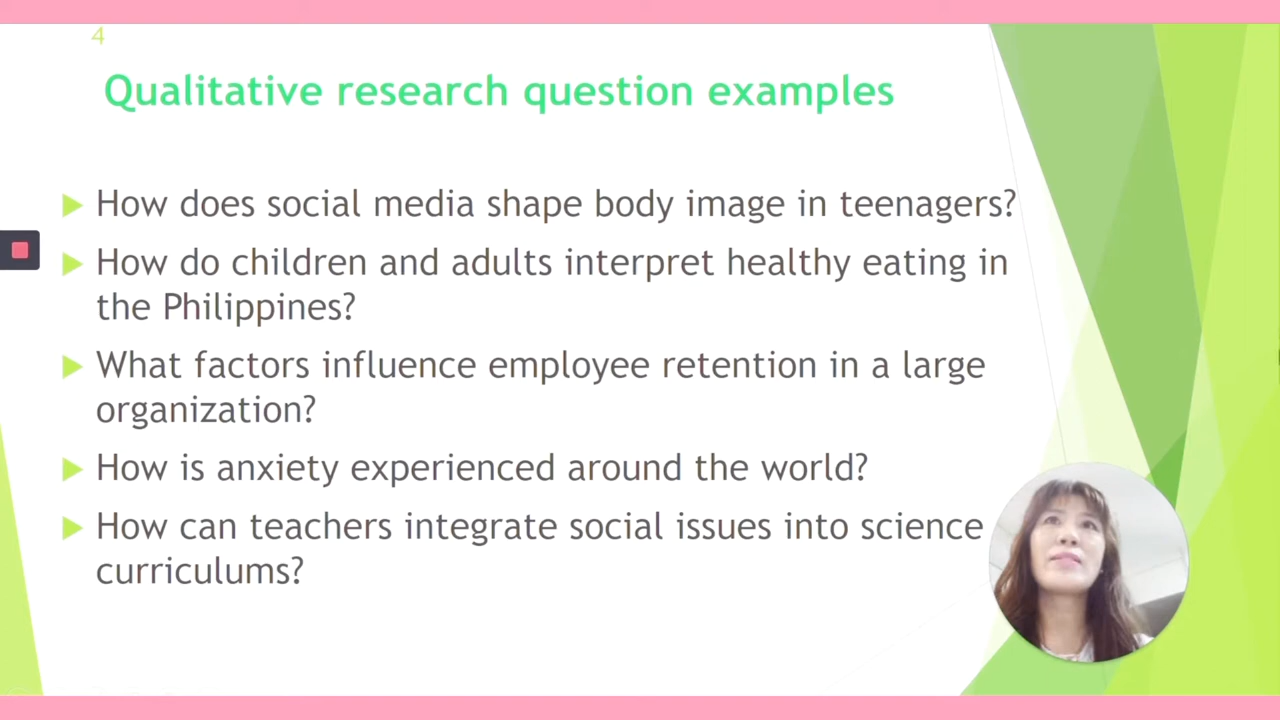 4
Qualitative research question examples
How does social media shape body image in teenagers?
How do children and adults interpret healthy eating in
the Philippines?
What factors influence employee retention in a large
organization?
How is anxiety experienced around the world?
How can teachers integrate social issues into science
curriculums?